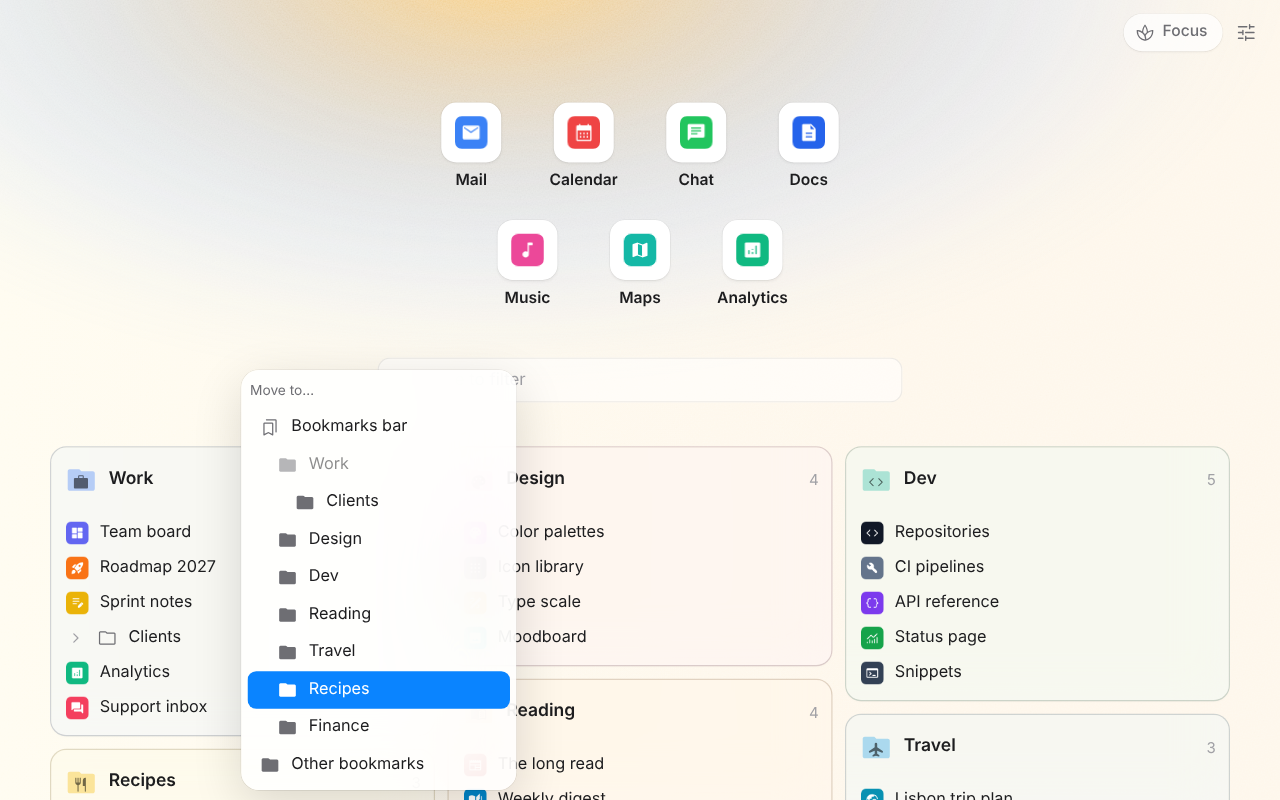 Focus
Mail
Calendar
Chat
Docs
Music
Maps
Analytics
Move to...
Bookmarks bar
Work
Clients
Design
Dev
Reading
Travel
Recipes
Finance
Other bookmarks
Work
Team board
Roadmap 2027
Sprint notes
Clients
Analytics
Support inbox
Recipes
Design
4
Color palettes
Icon library
Type scale
Moodboard
Reading
4
The long read
Weekly digest
Dev
5
Repositories
CI pipelines
API reference
Status page
Snippets
Travel
3
Lisbon trip plan